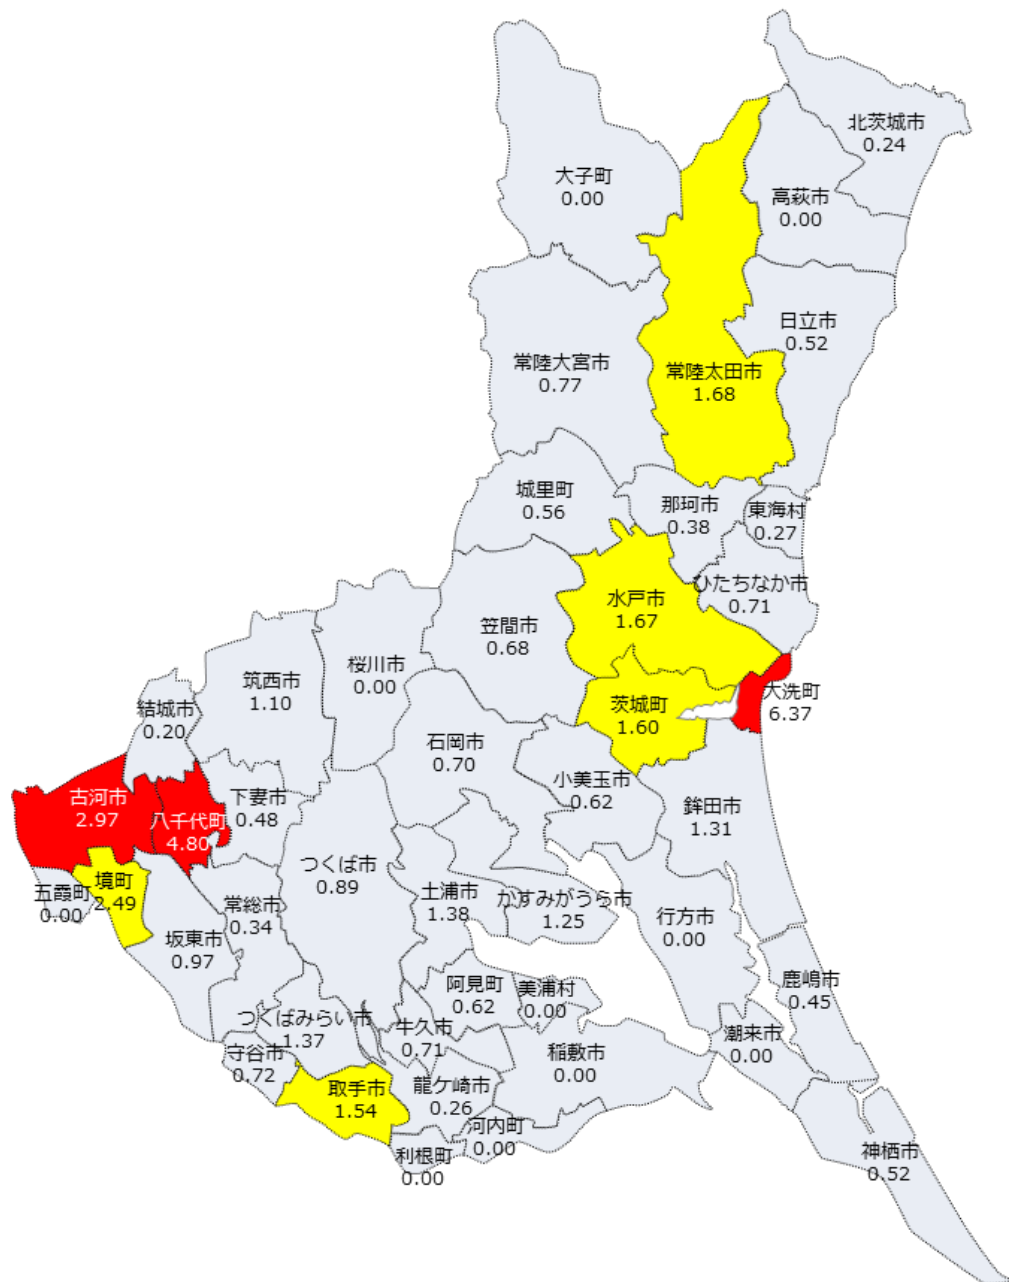 北茨城市
0.24
大子町
0.00
高萩市
0.00
日立市
0.52
常陸大宮市
0.77
常陸太田市
1.68
城里町
0.56
那珂市
0.38
東海村
0.27
ひたちなか市
0.71
水戸市
1.67
笠間市
0.68
桜川市
0.00
筑西市
1.10
結城市
0.20
茨城町
1.60
大洗町
6.37
石岡市
0.70
小美玉市
0.62
鉾田市
1.31
古河市
2.97
八千代町
4.80
下妻市
0.48
つくば市
0.89
境町
2.49
五霞町
0.00
坂東市
0.97
常総市
0.34
土浦市
1.38
かすみがうら市
1.25
行方市
0.00
鹿嶋市
0.45
阿見町
0.62
美浦村
0.00
つくばみらい市
1.37
牛久市
0.71
守谷市
0.72
稲敷市
0.00
潮来市
0.00
取手市
1.54
龍ケ崎市
0.26
河内町
0.00
利根町
0.00
神栖市
0.52